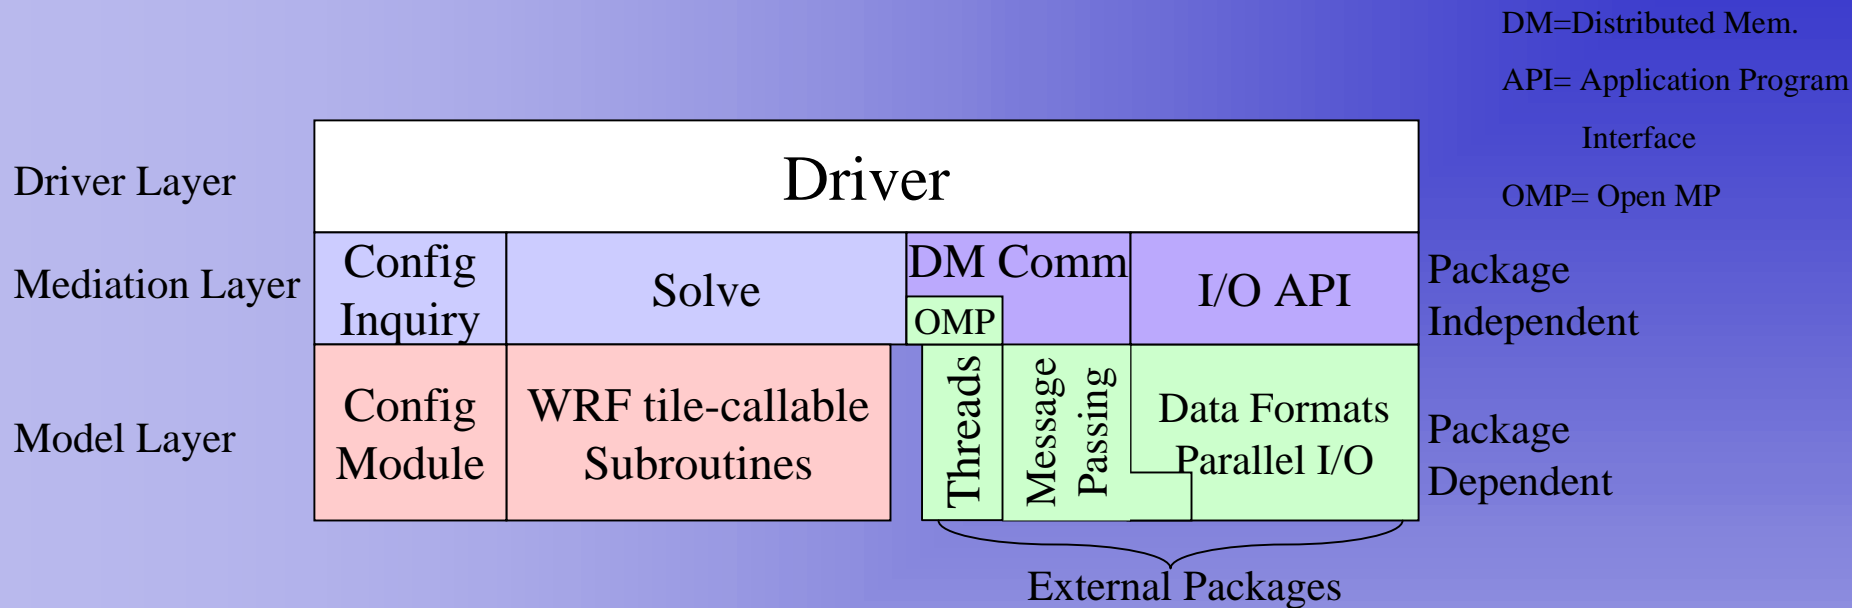 DM=Distributed Mem.
API= Application Program
Interface
OMP= Open MP
Driver Layer
Driver
Mediation Layer
Config
Inquiry
Solve
DM Comm
OMP
I/O API
Package
Independent
Model Layer
Config
Module
WRF tile-callable
Subroutines
Threads
Message
Passing
Data Formats
Parallel I/O
Package
Dependent
External Packages